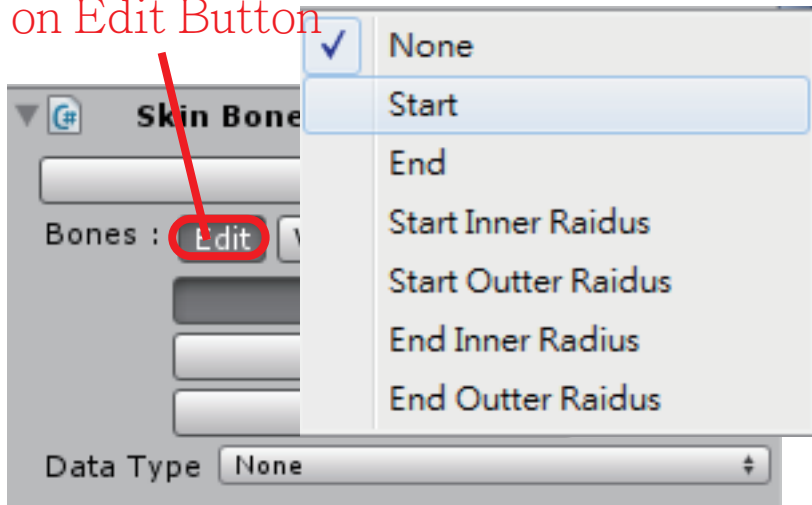 on Edit Button
None
Start
End
Start Inner Raidus
Start Outter Raidus
End Inner Radius
End Outter Raidus
Skin Bone
Bones : Edit
Data Type None